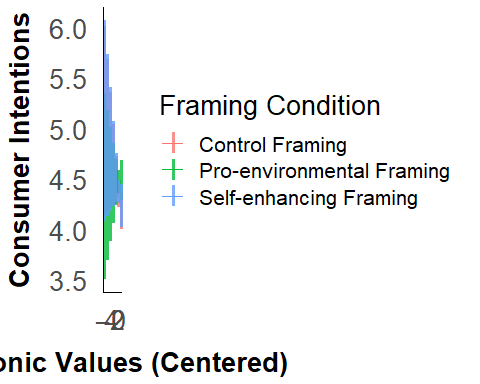 Consumer Intentions
6.0
5.5
5.0
4.5
4.0
3.5
Framing Condition
Control Framing
Pro-environmental Framing
Self-enhancing Framing
Values (Centered)